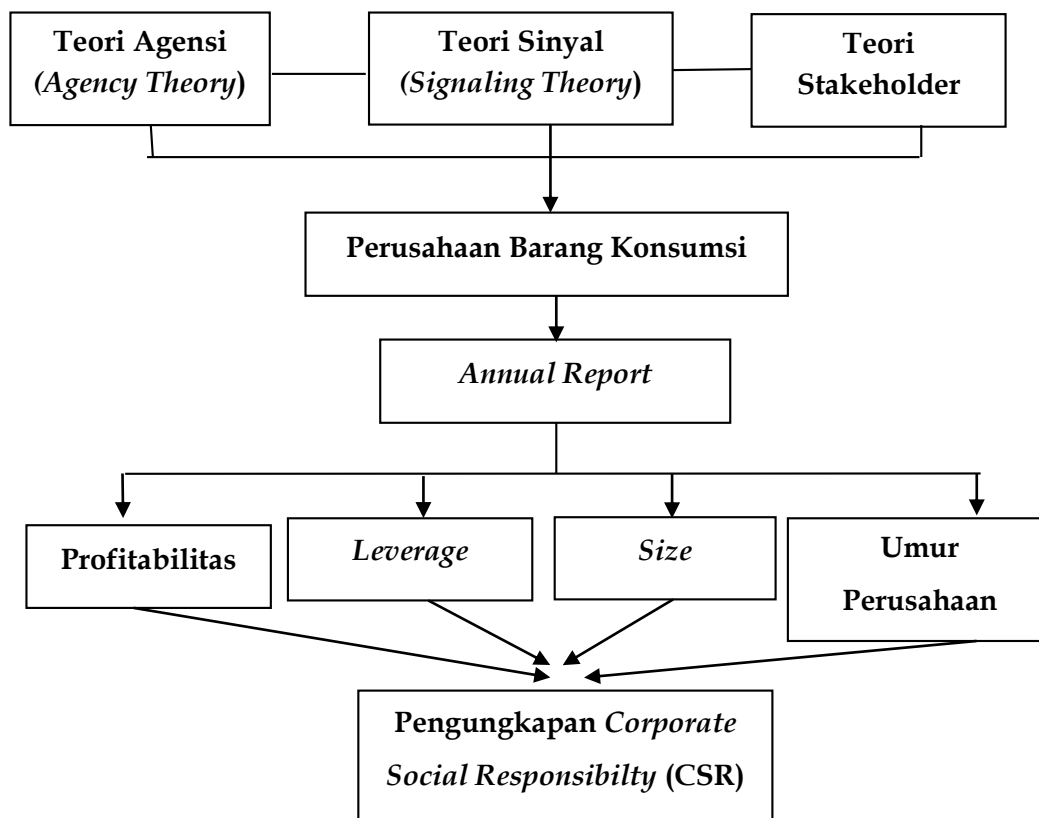 Teori Agensi
(Agency Theory)
Teori Sinyal
(Signaling Theory)
Teori
Stakeholder
Perusahaan Barang Konsumsi
Annual Report
Profitabilitas
Leverage
Size
Umur
Perusahaan
Pengungkapan Corporate
Social Responsibilty (CSR)